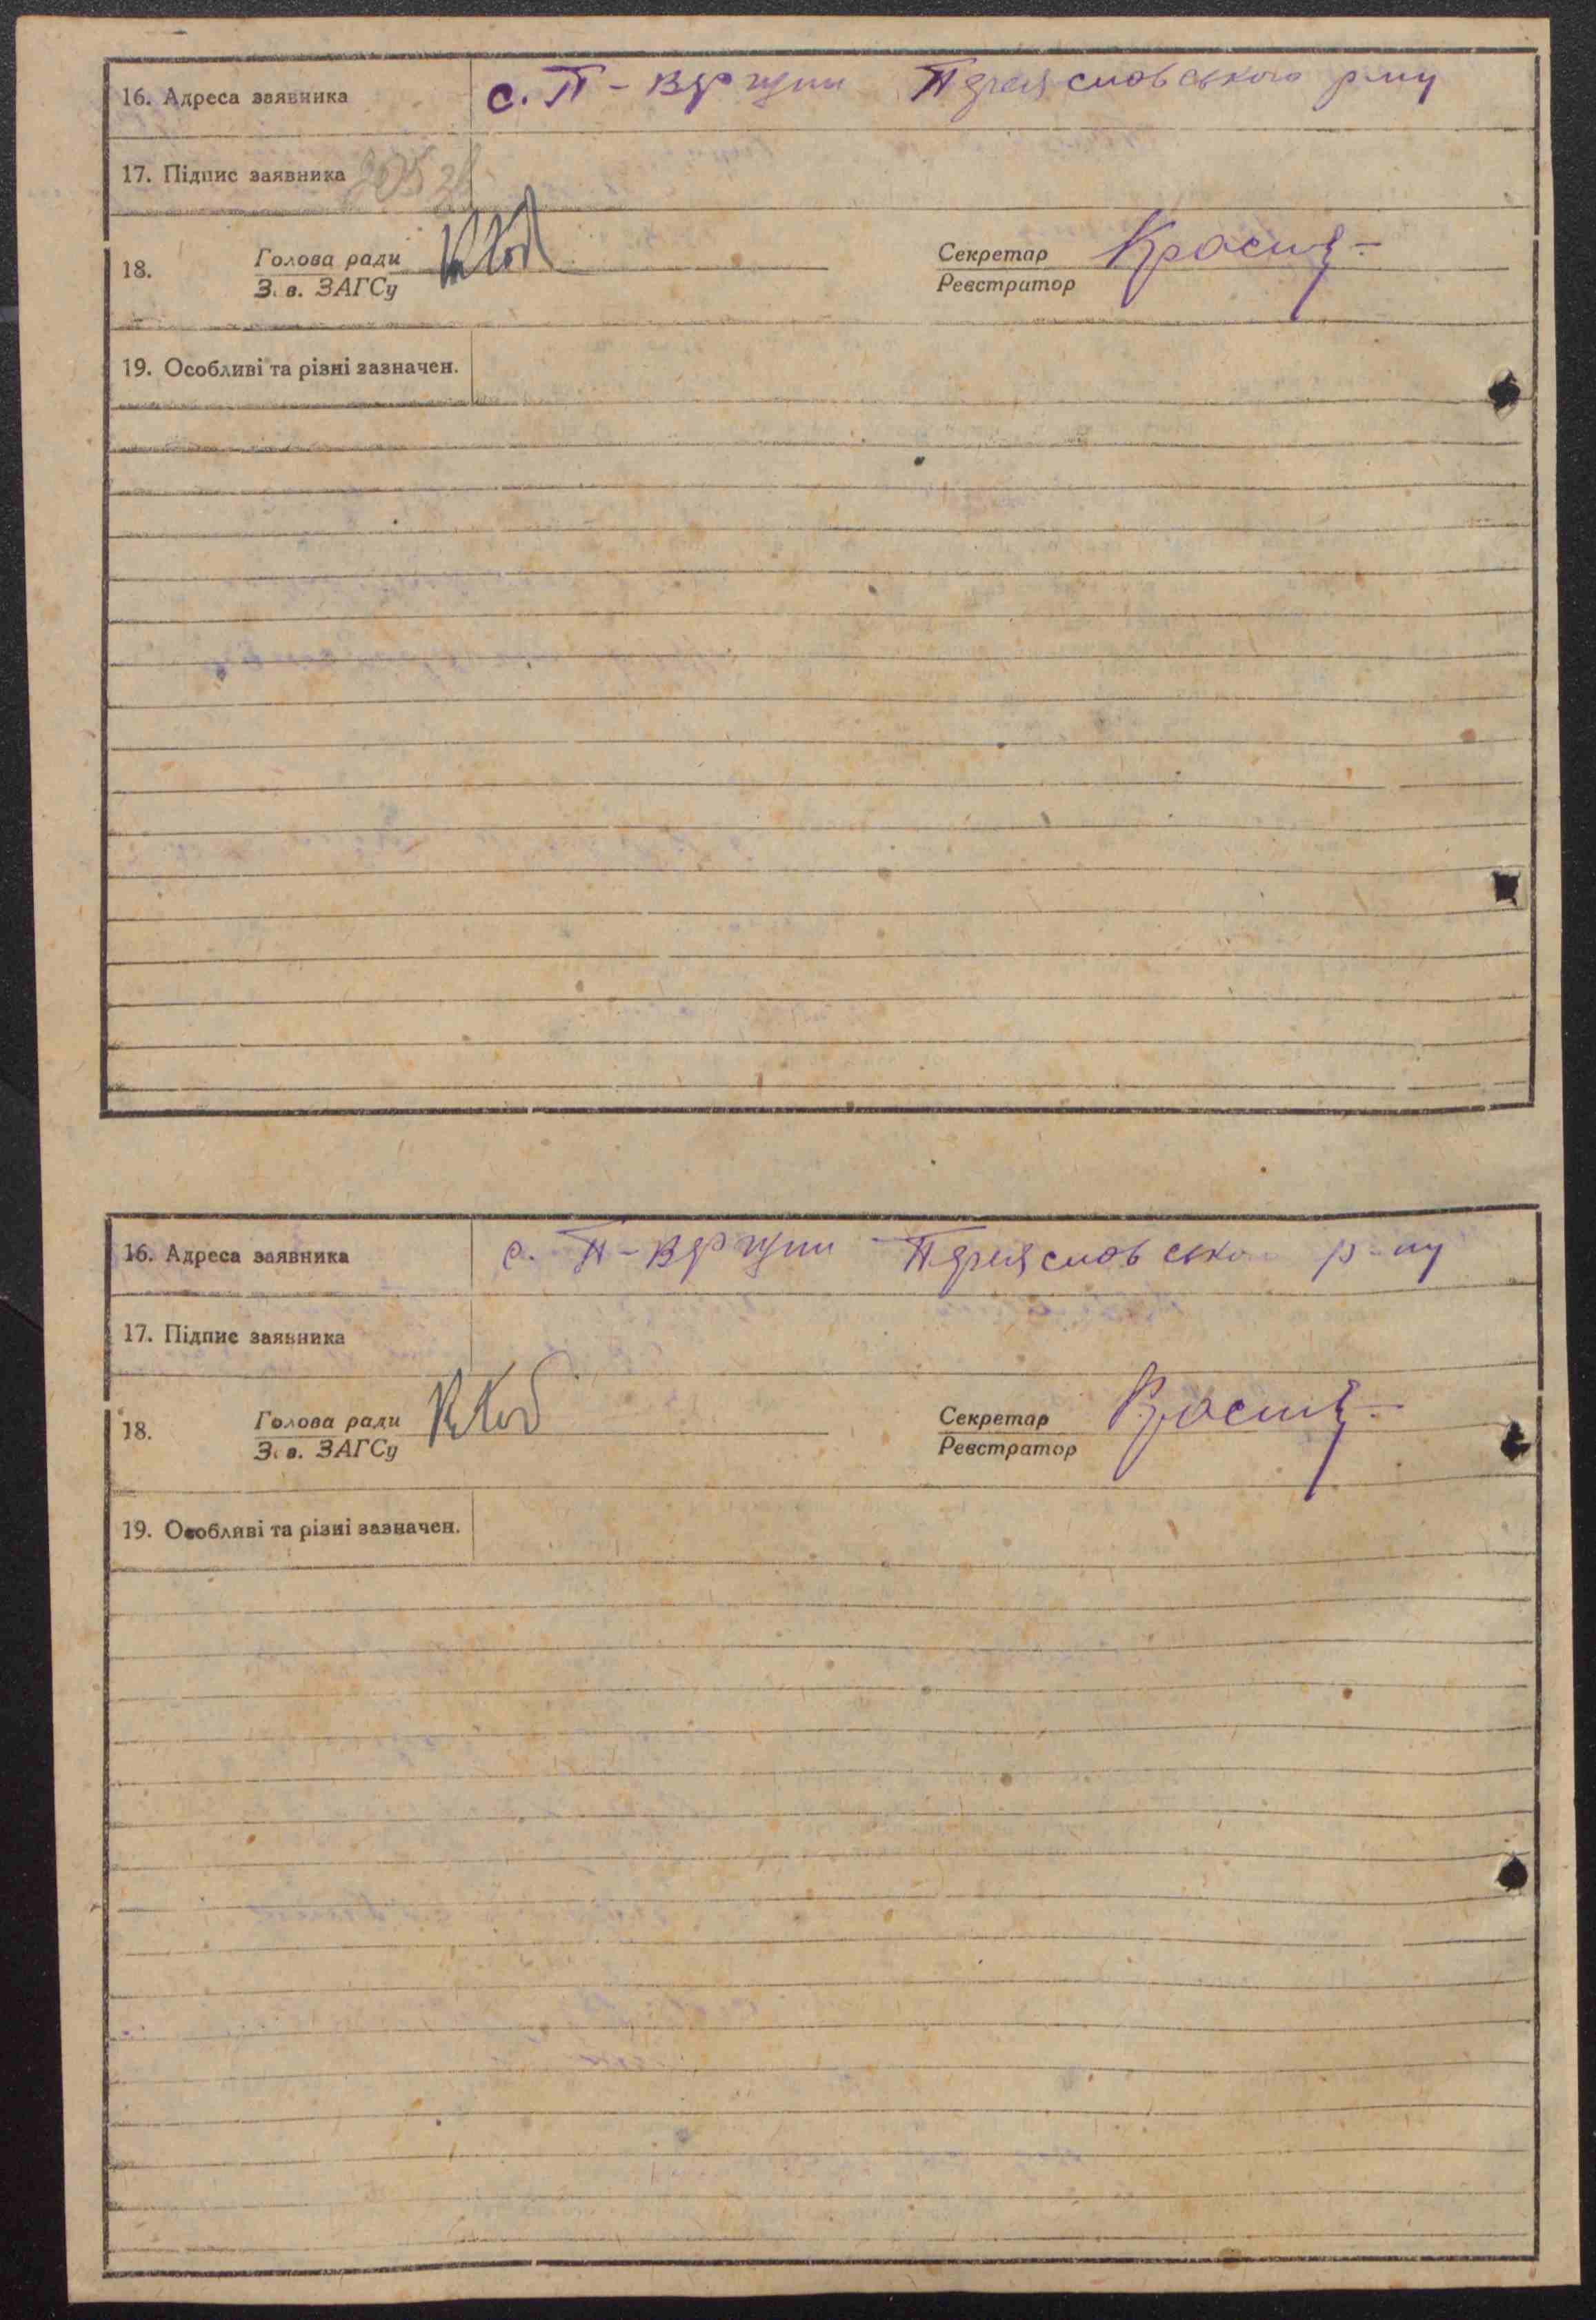 16. Адреса заявника с. П-Вергуни Переяславського р-ну
17. Підпис заявника
18. Голова ради Секретар
З. в. ЗАГСу Реєстратор
19. Особливі та різні зазначен.
16. Адреса заявника с. П-Вергуни Переяславсько р-ну
17. Підпис заявника
18. Голова ради Секретар
З. в. ЗАГСу Реєстратор
19. Особливі та різні зазначен.